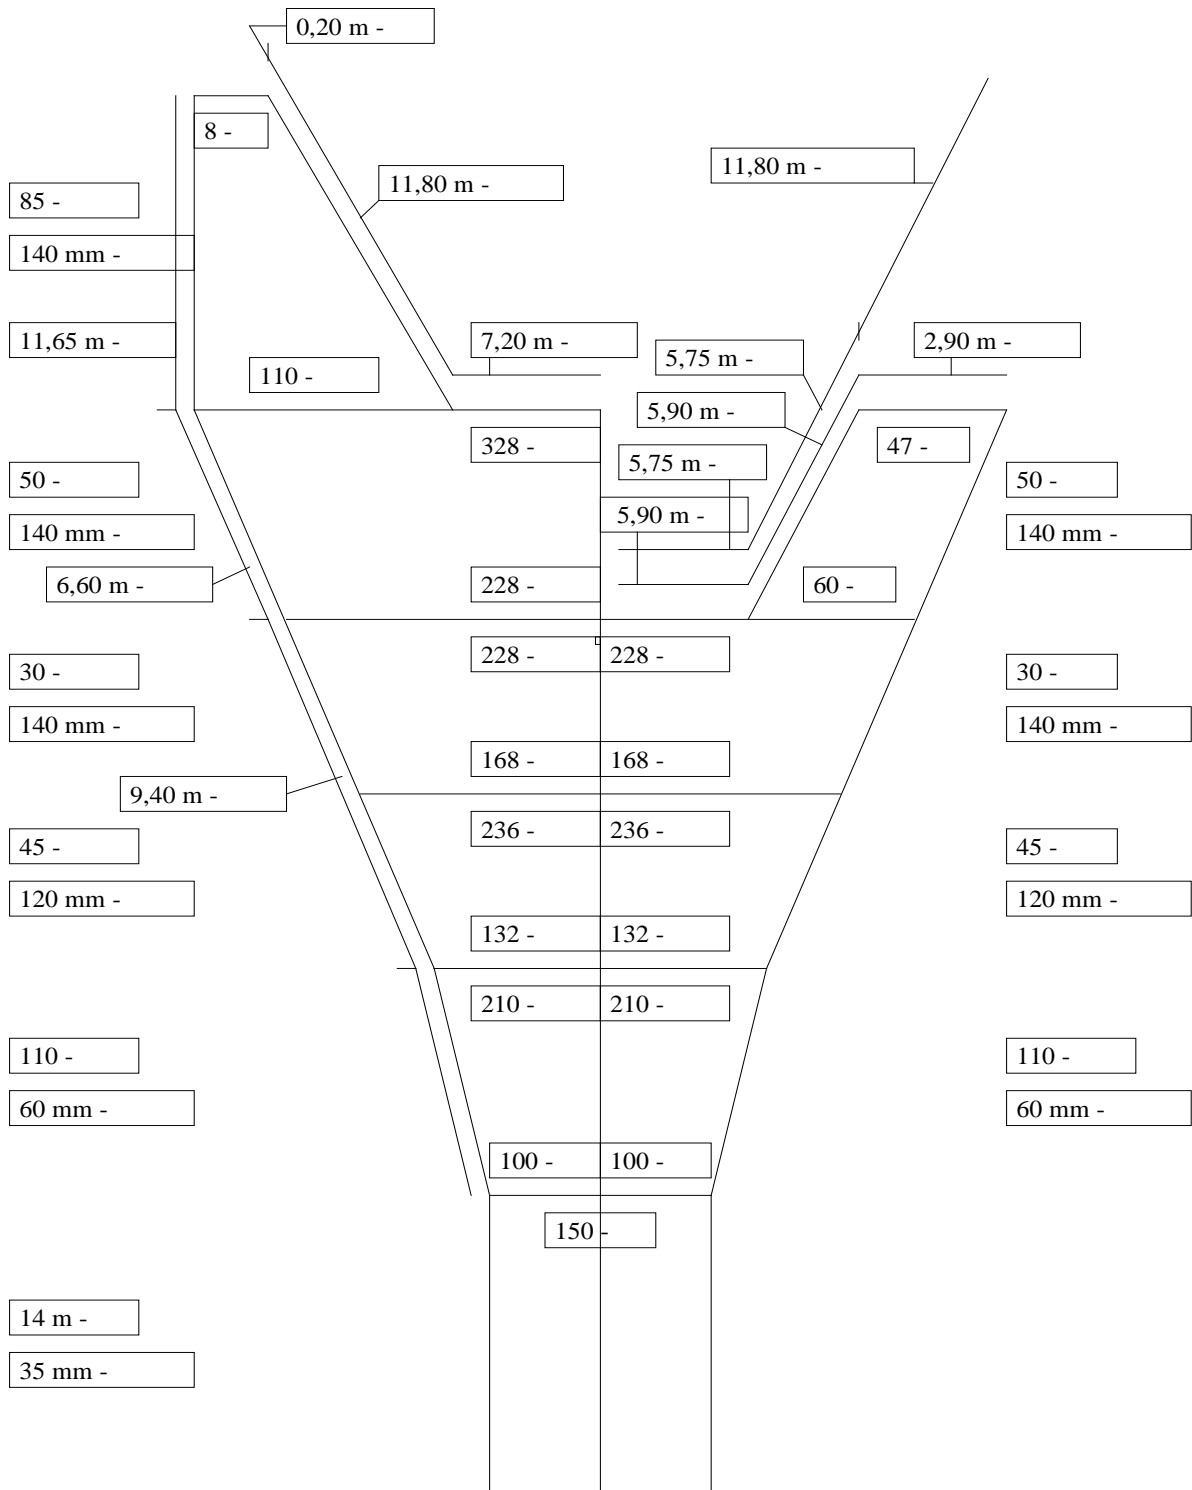 0,20 m -
8 -
11,80 m -
11,80 m -
85 -
140 mm -
11,65 m -
7,20 m -
2,90 m -
5,75 m -
110 -
5,90 m -
328 -
47 -
5,75 m -
50 -
50 -
5,90 m -
140 mm -
140 mm -
6,60 m -
228 -
60 -
228 -
228 -
30 -
30 -
140 mm -
140 mm -
168 -
168 -
9,40 m -
236 -
236 -
45 -
45 -
120 mm -
120 mm -
132 -
132 -
210 -
210 -
110 -
110 -
60 mm -
60 mm -
100 -
100 -
150 -
14 m -
35 mm -